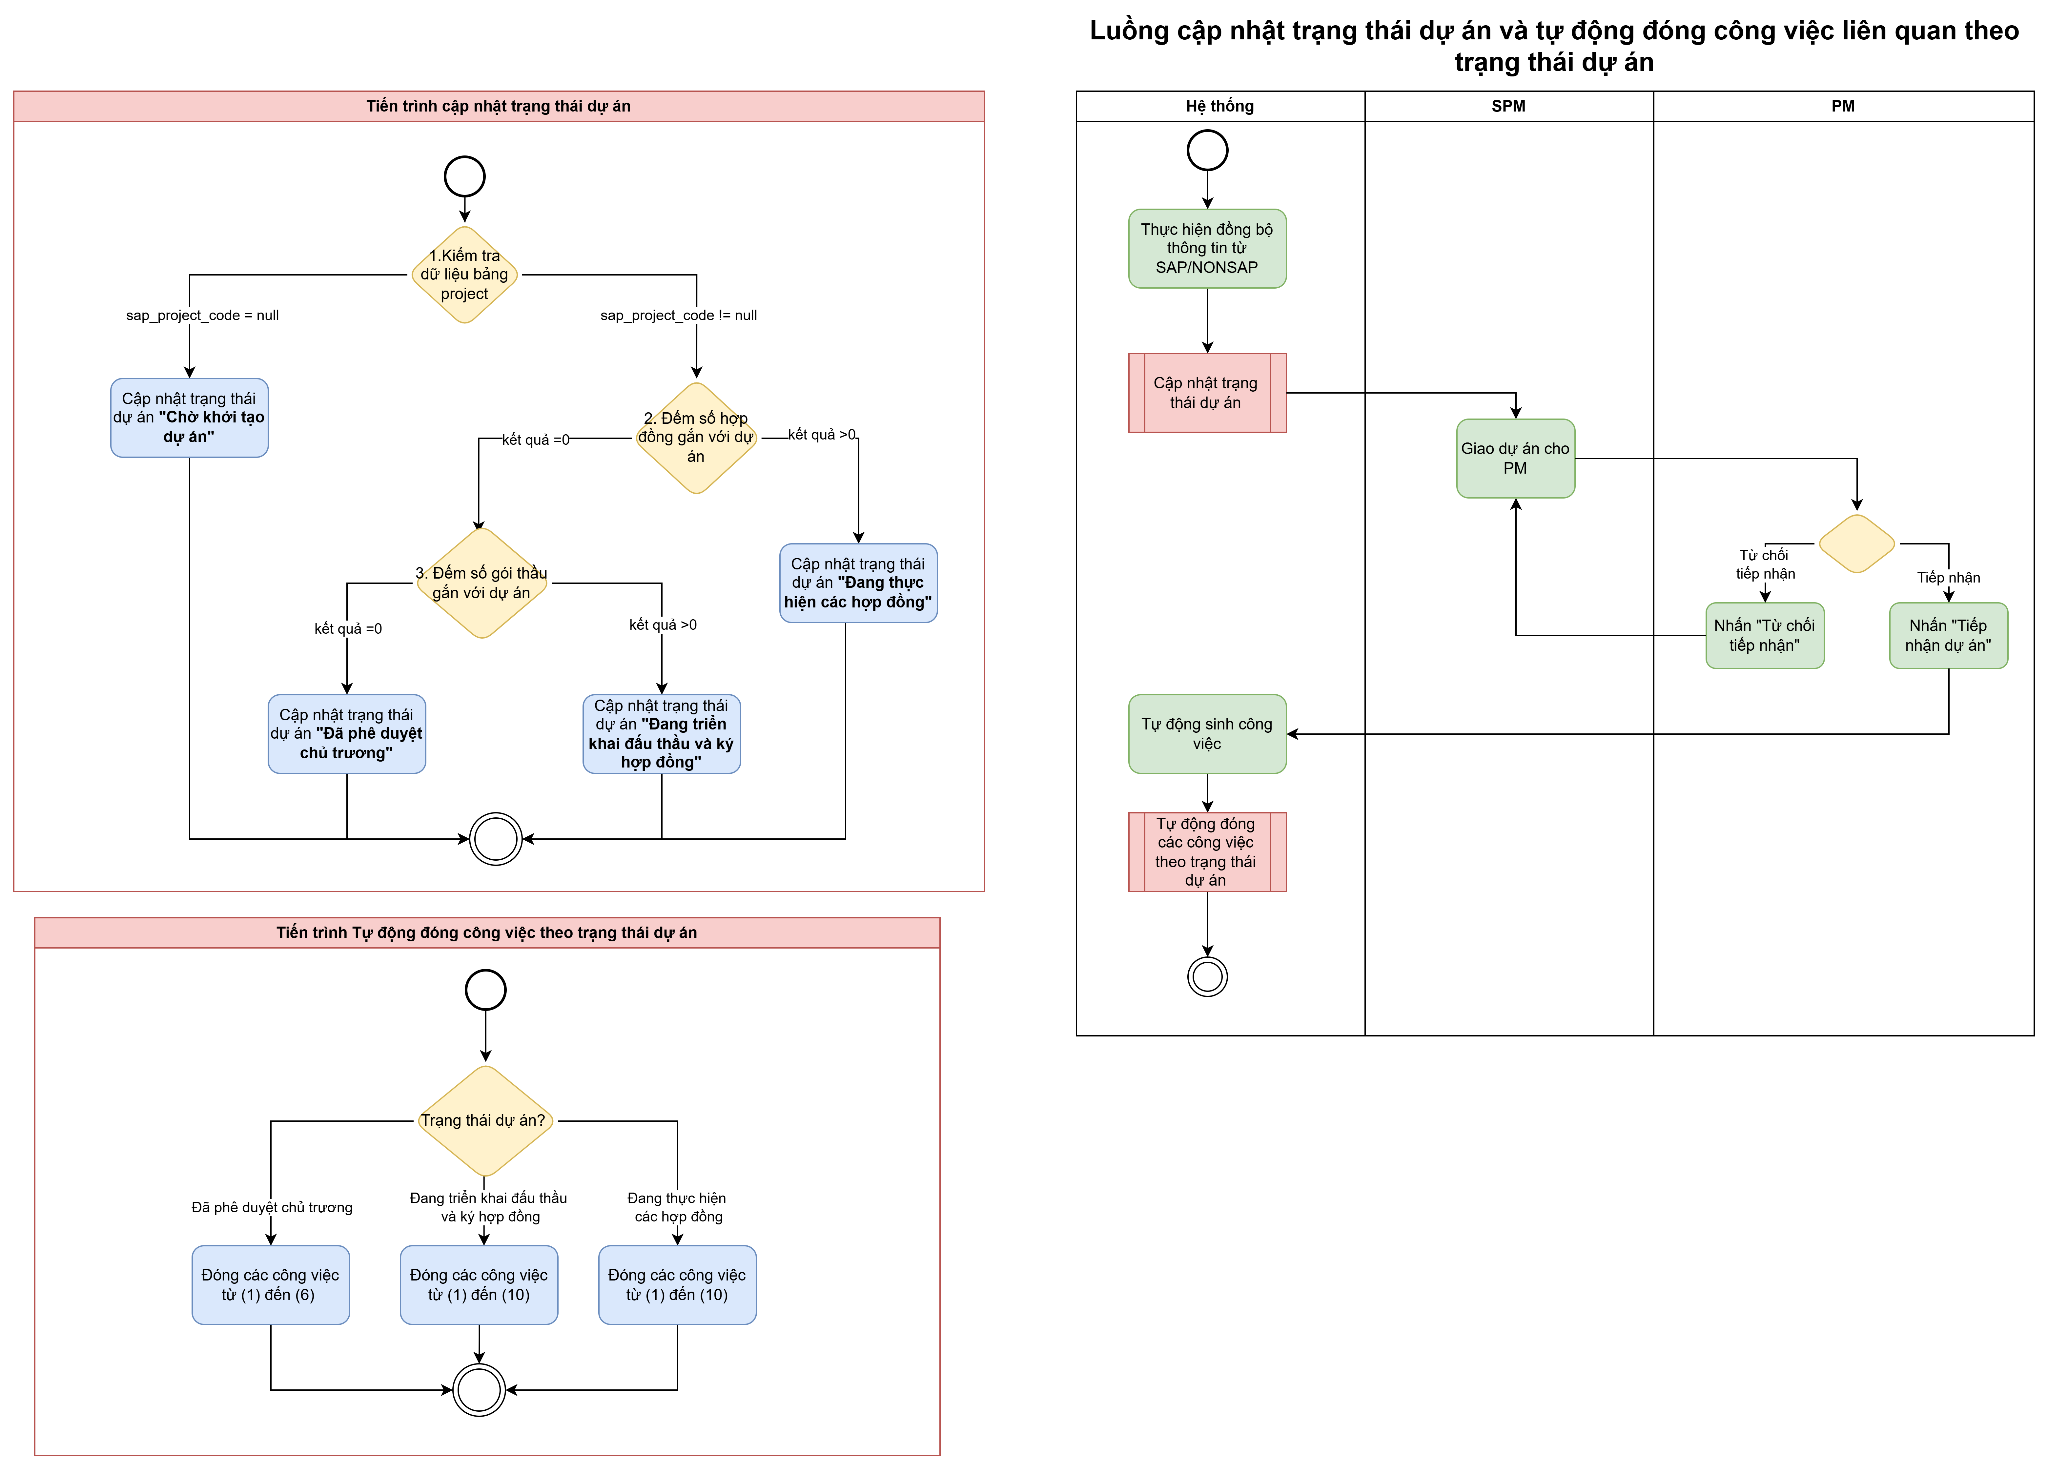 Luồng cập nhật trạng thái dự án và tự động đóng công việc liên quan theo
trạng thái dự án
Tiến trình cập nhật trạng thái dự án
1.Kiểm tra
dữ liệu bảng
project
sap_project_code = null
sap_project_code != null
Cập nhật trạng thái
dự án "Chờ khởi tạo
dự án"
2. Đếm số hợp
đồng gắn với dự
án
kết quả =0
kết quả >0
3. Đếm số gói thầu
gắn với dự án
Cập nhật trạng thái
dự án "Đang thực
hiện các hợp đồng"
kết quả =0
kết quả >0
Cập nhật trạng thái
dự án "Đã phê duyệt
chủ trương"
Cập nhật trạng thái
dự án "Đang triển
khai đấu thầu và ký
hợp đồng"
Tiến trình Tự động đóng công việc theo trạng thái dự án
Trạng thái dự án?
Đã phê duyệt chủ trương
Đang triển khai đấu thầu
và ký hợp đồng
Đang thực hiện
các hợp đồng
Đóng các công việc
từ (1) đến (6)
Đóng các công việc
từ (1) đến (10)
Đóng các công việc
từ (1) đến (10)
Hệ thống
SPM
PM
Thực hiện đồng bộ
thông tin từ
SAP/NONSAP
Cập nhật trạng
thái dự án
Giao dự án cho
PM
Từ chối
tiếp nhận
Tiếp nhận
Nhấn "Từ chối
tiếp nhận"
Nhấn "Tiếp
nhận dự án"
Tự động sinh công
việc
Tự động đóng
các công việc
theo trạng thái
dự án